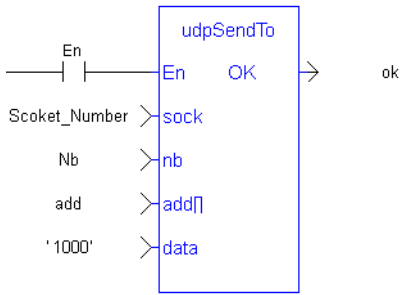 udpSendTo
En
En OK ok
Scoket_Number sock
Nb nb
add add[]
'1000' data